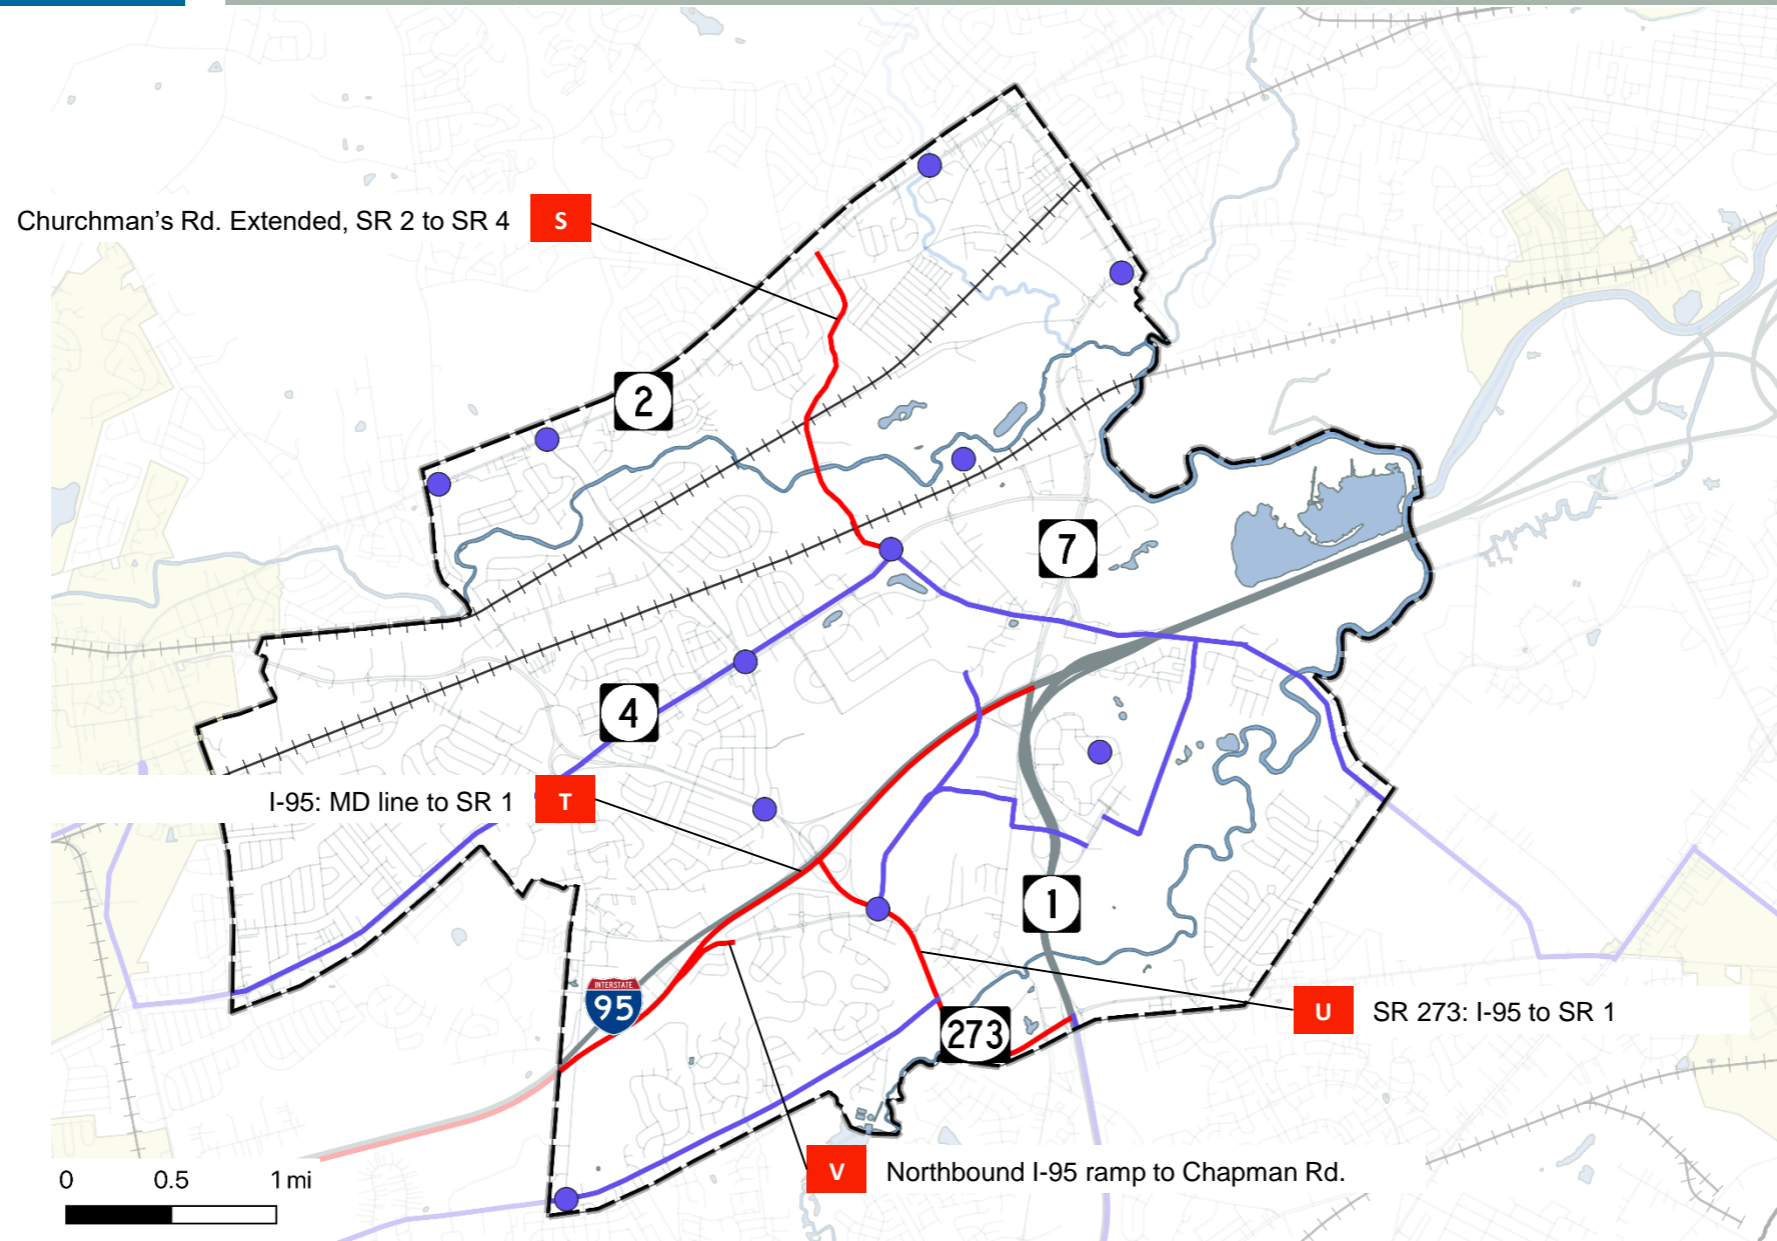 Churchman's Rd. Extended, SR 2 to SR 4
S
2
7
4
I-95: MD line to SR 1
T
1
INTERSTATE
95
273
U
SR 273: I-95 to SR 1
V
Northbound I-95 ramp to Chapman Rd.
0 0.5 1 mi